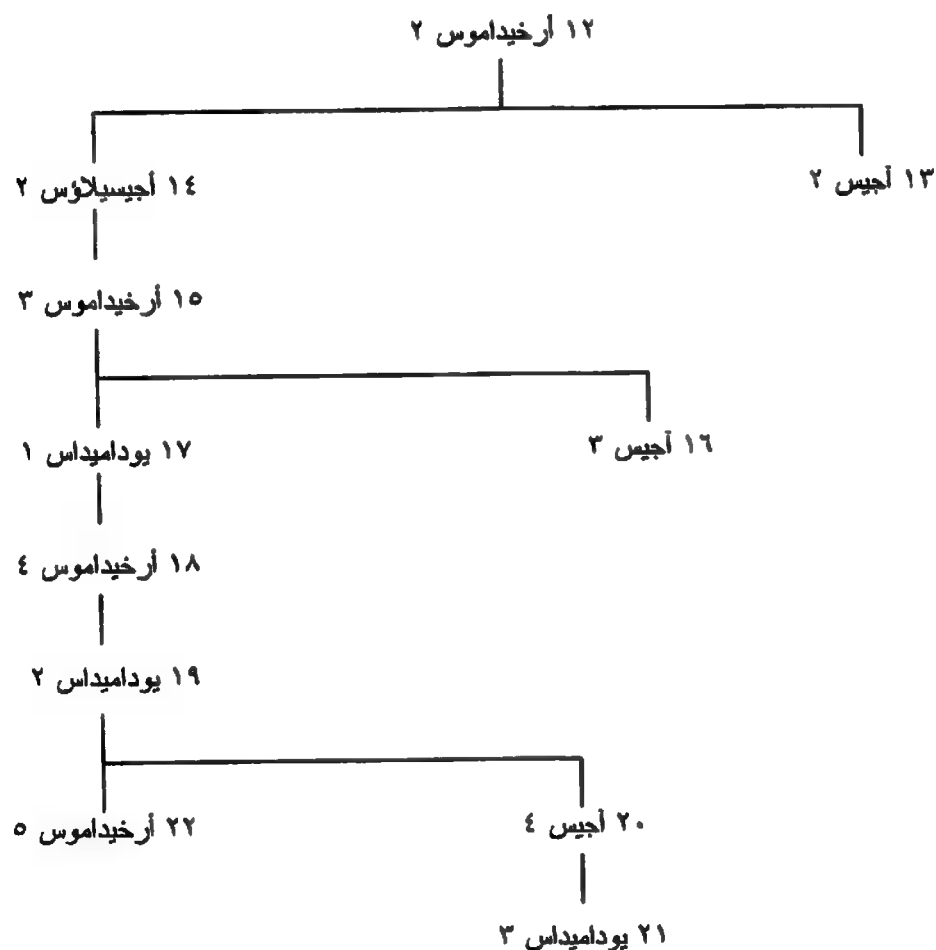 ١٢ أرخيداموس ٢
١٣ آجيس ٢
١٤ أجيسيلاؤس ٢
١٥ أرخيداموس ٣
١٦ آجيس ٣
١٧ يوداميداس ١
١٨ أرخيداموس ٤
١٩ يوداميداس ٢
٢٠ آجيس ٤
٢٢ أرخيداموس ٥
٢١ يوداميداس ٣